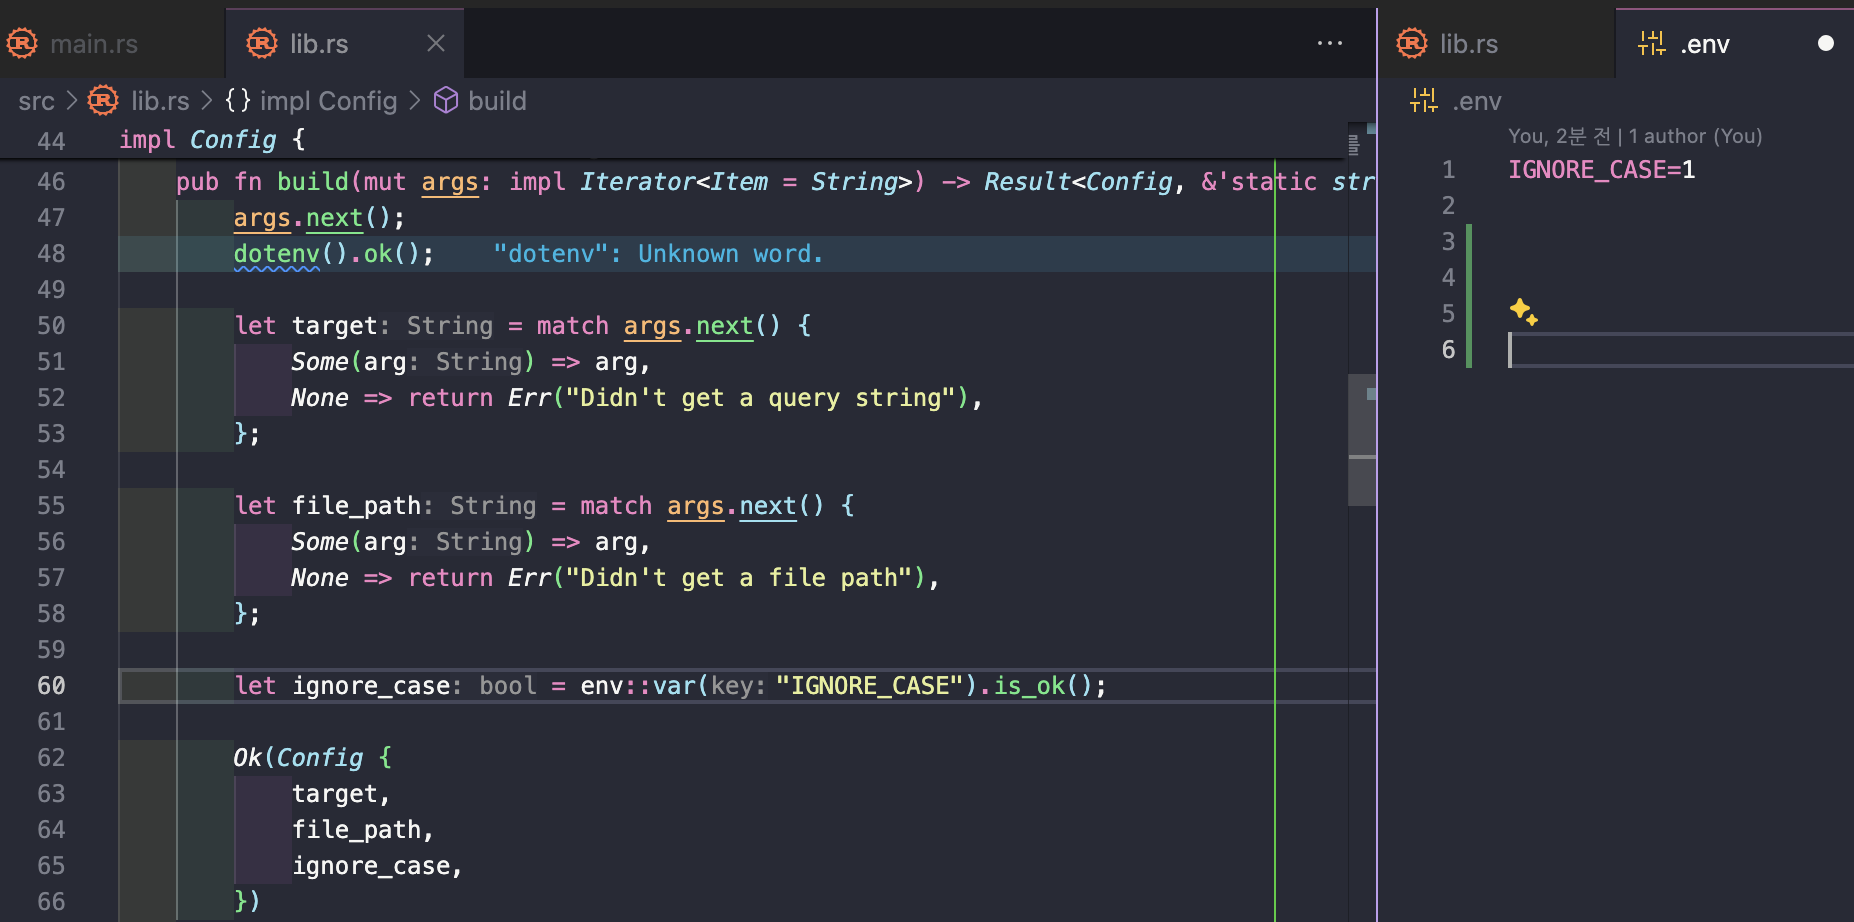 main.rs
lib.rs
lib.rs
.env
src > lib.rs > {} impl Config > build
.env
44 impl Config {
46 pub fn build(mut args: impl Iterator<Item = String>) -> Result<Config, &'static str
47 args.next();
48 dotenv().ok(); "dotenv": Unknown word.
49
50 let target: String = match args.next() {
51 Some(arg: String) => arg,
52 None => return Err("Didn't get a query string"),
53 };
54
55 let file_path: String = match args.next() {
56 Some(arg: String) => arg,
57 None => return Err("Didn't get a file path"),
58 };
59
60 let ignore_case: bool = env::var(key: "IGNORE_CASE").is_ok();
61
62 Ok(Config {
63 target,
64 file_path,
65 ignore_case,
66 })
You, 2분 전 | 1 author (You)
1 IGNORE_CASE=1
2
3
4
5
6